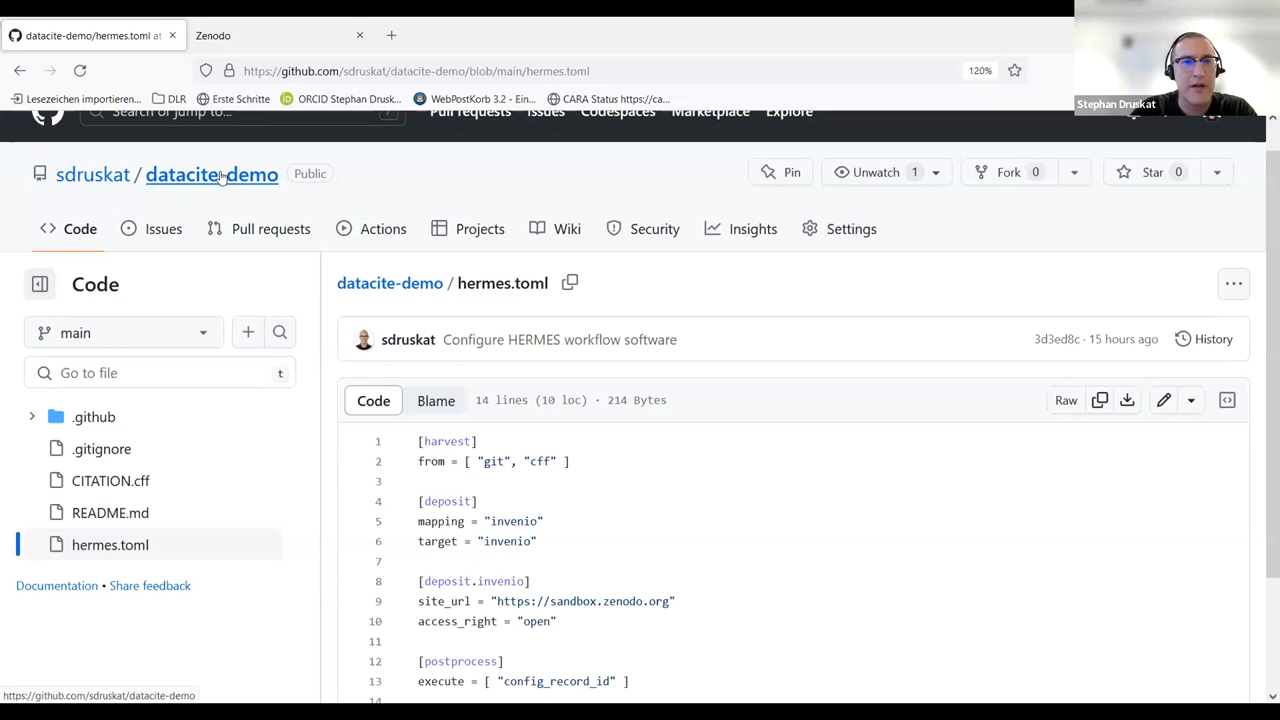 datacite-demo/hermes.toml at
Zenodo
https://github.com/sdruskat/datacite-demo/blob/main/hermes.toml
120%
Lesezeichen importieren...
DLR
Erste Schritte
ORCID Stephan Drusk...
WebPostKorb 3.2 - Ein...
CARA Status https://ca...
Stephan Druskat
Search or jump to...
Pull requests
Issues
Codespaces
Marketplace
Explore
sdruskat / datacite-demo
Public
Pin
Unwatch 1
Fork 0
Star 0
Code
Issues
Pull requests
Actions
Projects
Wiki
Security
Insights
Settings
Code
main
Go to file
t
.github
.gitignore
CITATION.cff
README.md
hermes.toml
Documentation • Share feedback
datacite-demo / hermes.toml
sdruskat Configure HERMES workflow software
3d3ed8c · 15 hours ago
History
Code
Blame
14 lines (10 loc) · 214 Bytes
Raw
1 [harvest]
2 from = [ "git", "cff" ]
3
4 [deposit]
5 mapping = "invenio"
6 target = "invenio"
7
8 [deposit.invenio]
9 site_url = "https://sandbox.zenodo.org"
10 access_right = "open"
11
12 [postprocess]
13 execute = [ "config_record_id" ]
14
https://github.com/sdruskat/datacite-demo